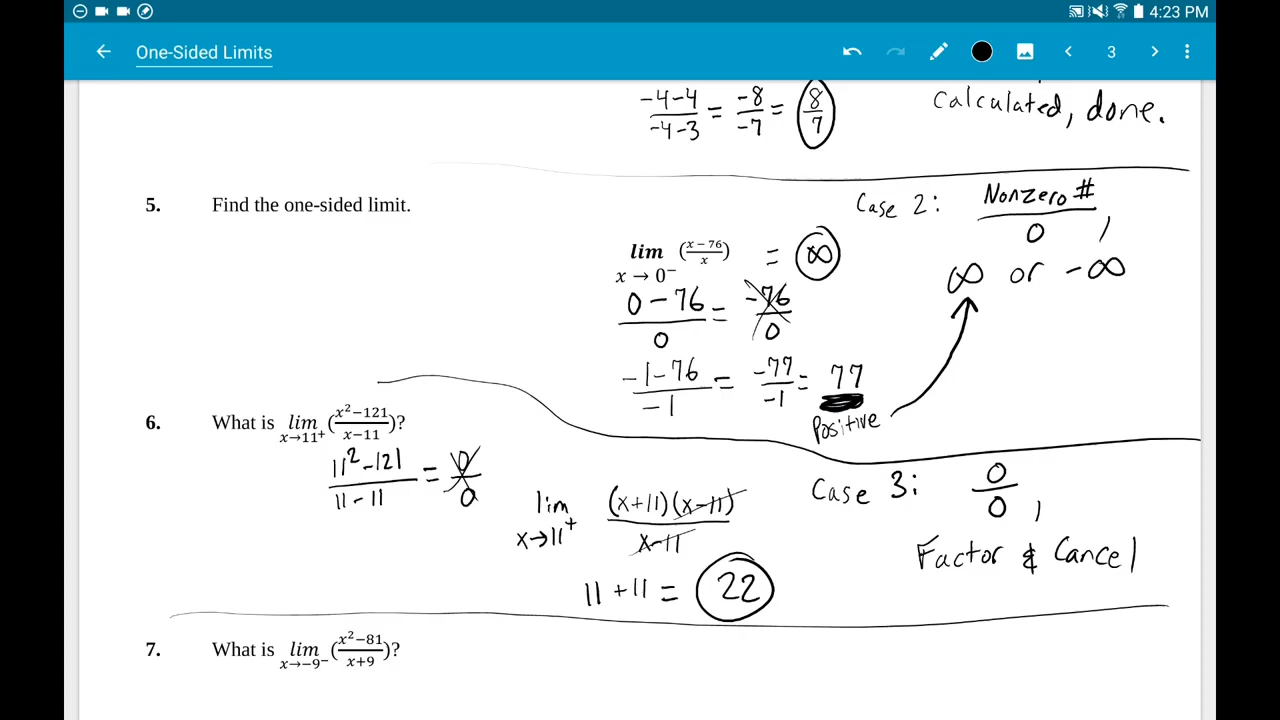 4:23 PM
One-Sided Limits
3
-4-4/-4-3 = -8/-7 = 8/7
Calculated, done.
5. Find the one-sided limit.
Case 2: Nonzero #/0,
∞ or -∞
lim x→0⁻ (x-76/x) = ∞
0-76/0 = -76/0
-1-76/-1 = -77/-1 = 77
Positive
6. What is lim x→11⁺ (x²-121/x-11)?
11²-121/11-11 = 0/0
Case 3: 0/0,
Factor & Cancel
lim x→11⁺ (x+11)(x-11)/x-11
11+11 = 22
7. What is lim x→-9⁻ (x²-81/x+9)?